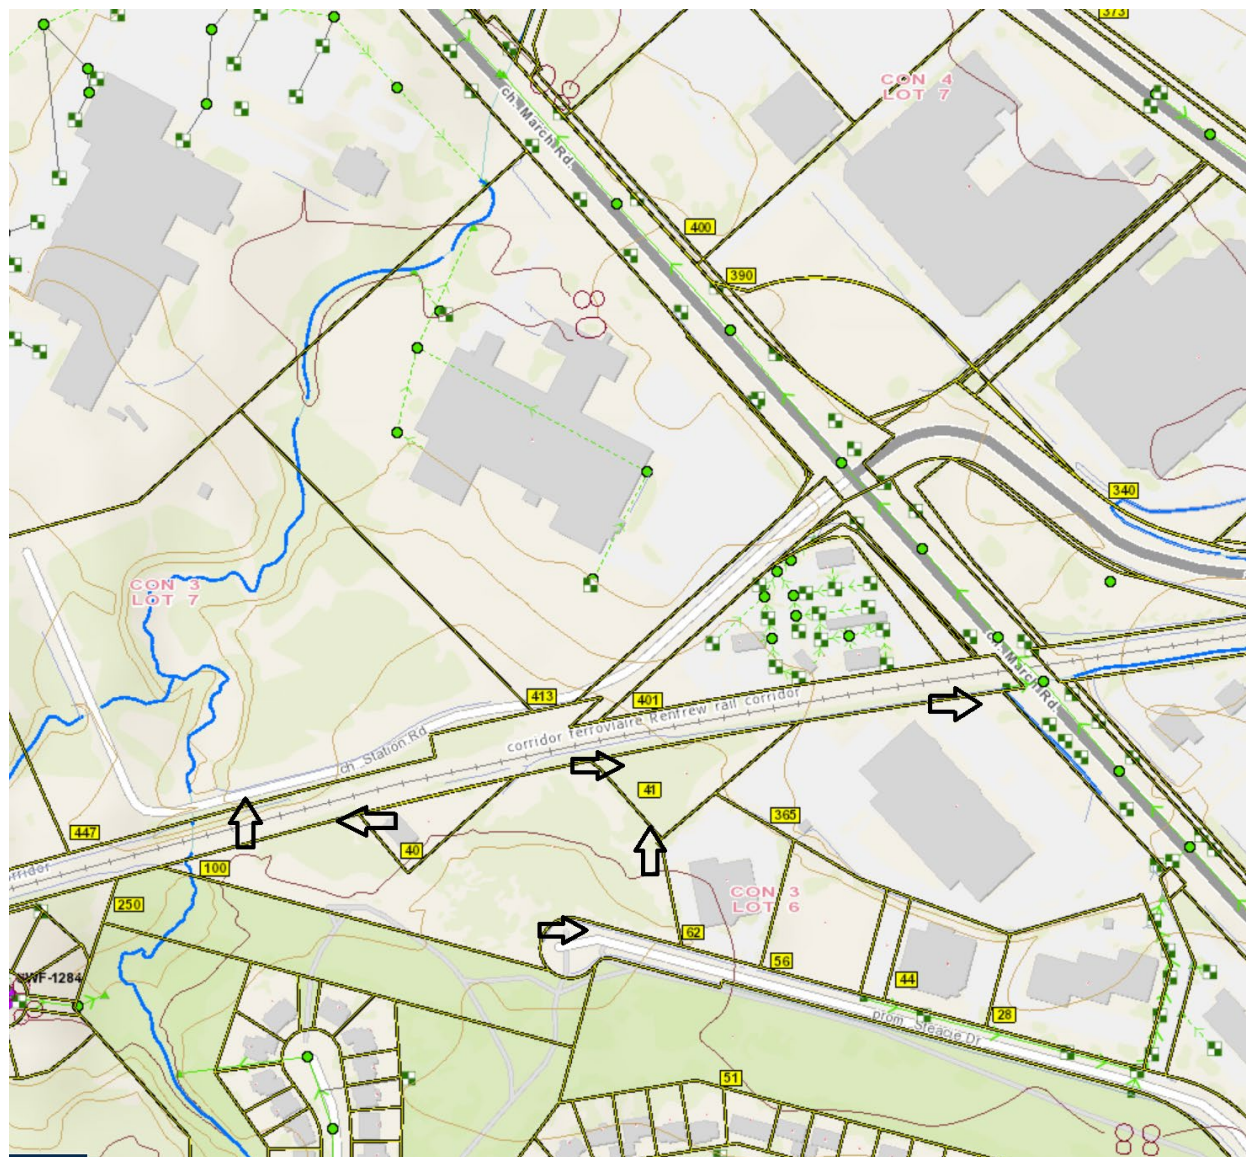 373
CON 4
LOT 7
ch. March Rd.
400
390
340
CON 3
LOT 7
413
401
corridor ferroviaire Renfrew rail corridor
ch. March Rd.
ch Station Rd
41
365
447
40
100
CON 3
LOT 6
250
62
56
SWF-1284
44
28
prom Steacie Dr
51